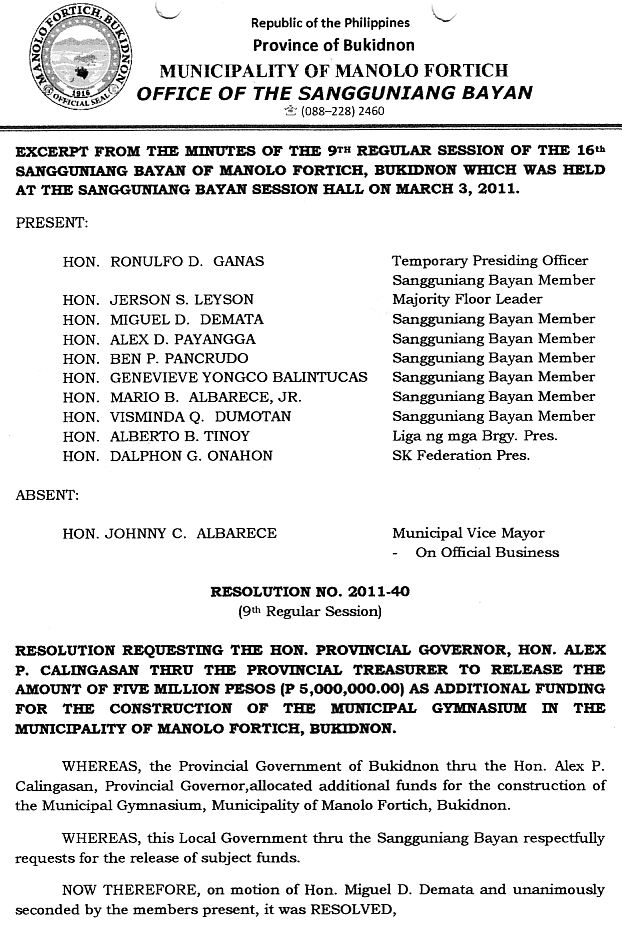 MANOLO FORTICH, BUKIDNON
1916
OFFICIAL SEAL
Republic of the Philippines
Province of Bukidnon
MUNICIPALITY OF MANOLO FORTICH
OFFICE OF THE SANGGUNIANG BAYAN
☏ (088–228) 2460
EXCERPT FROM THE MINUTES OF THE 9TH REGULAR SESSION OF THE 16th
SANGGUNIANG BAYAN OF MANOLO FORTICH, BUKIDNON WHICH WAS HELD
AT THE SANGGUNIANG BAYAN SESSION HALL ON MARCH 3, 2011.
PRESENT:
HON. RONULFO D. GANAS Temporary Presiding Officer
Sangguniang Bayan Member
HON. JERSON S. LEYSON Majority Floor Leader
HON. MIGUEL D. DEMATA Sangguniang Bayan Member
HON. ALEX D. PAYANGGA Sangguniang Bayan Member
HON. BEN P. PANCRUDO Sangguniang Bayan Member
HON. GENEVIEVE YONGCO BALINTUCAS Sangguniang Bayan Member
HON. MARIO B. ALBARECE, JR. Sangguniang Bayan Member
HON. VISMINDA Q. DUMOTAN Sangguniang Bayan Member
HON. ALBERTO B. TINOY Liga ng mga Brgy. Pres.
HON. DALPHON G. ONAHON SK Federation Pres.
ABSENT:
HON. JOHNNY C. ALBARECE Municipal Vice Mayor
- On Official Business
RESOLUTION NO. 2011-40
(9th Regular Session)
RESOLUTION REQUESTING THE HON. PROVINCIAL GOVERNOR, HON. ALEX
P. CALINGASAN THRU THE PROVINCIAL TREASURER TO RELEASE THE
AMOUNT OF FIVE MILLION PESOS (P 5,000,000.00) AS ADDITIONAL FUNDING
FOR THE CONSTRUCTION OF THE MUNICIPAL GYMNASIUM IN THE
MUNICIPALITY OF MANOLO FORTICH, BUKIDNON.
WHEREAS, the Provincial Government of Bukidnon thru the Hon. Alex P.
Calingasan, Provincial Governor,allocated additional funds for the construction of
the Municipal Gymnasium, Municipality of Manolo Fortich, Bukidnon.
WHEREAS, this Local Government thru the Sangguniang Bayan respectfully
requests for the release of subject funds.
NOW THEREFORE, on motion of Hon. Miguel D. Demata and unanimously
seconded by the members present, it was RESOLVED,